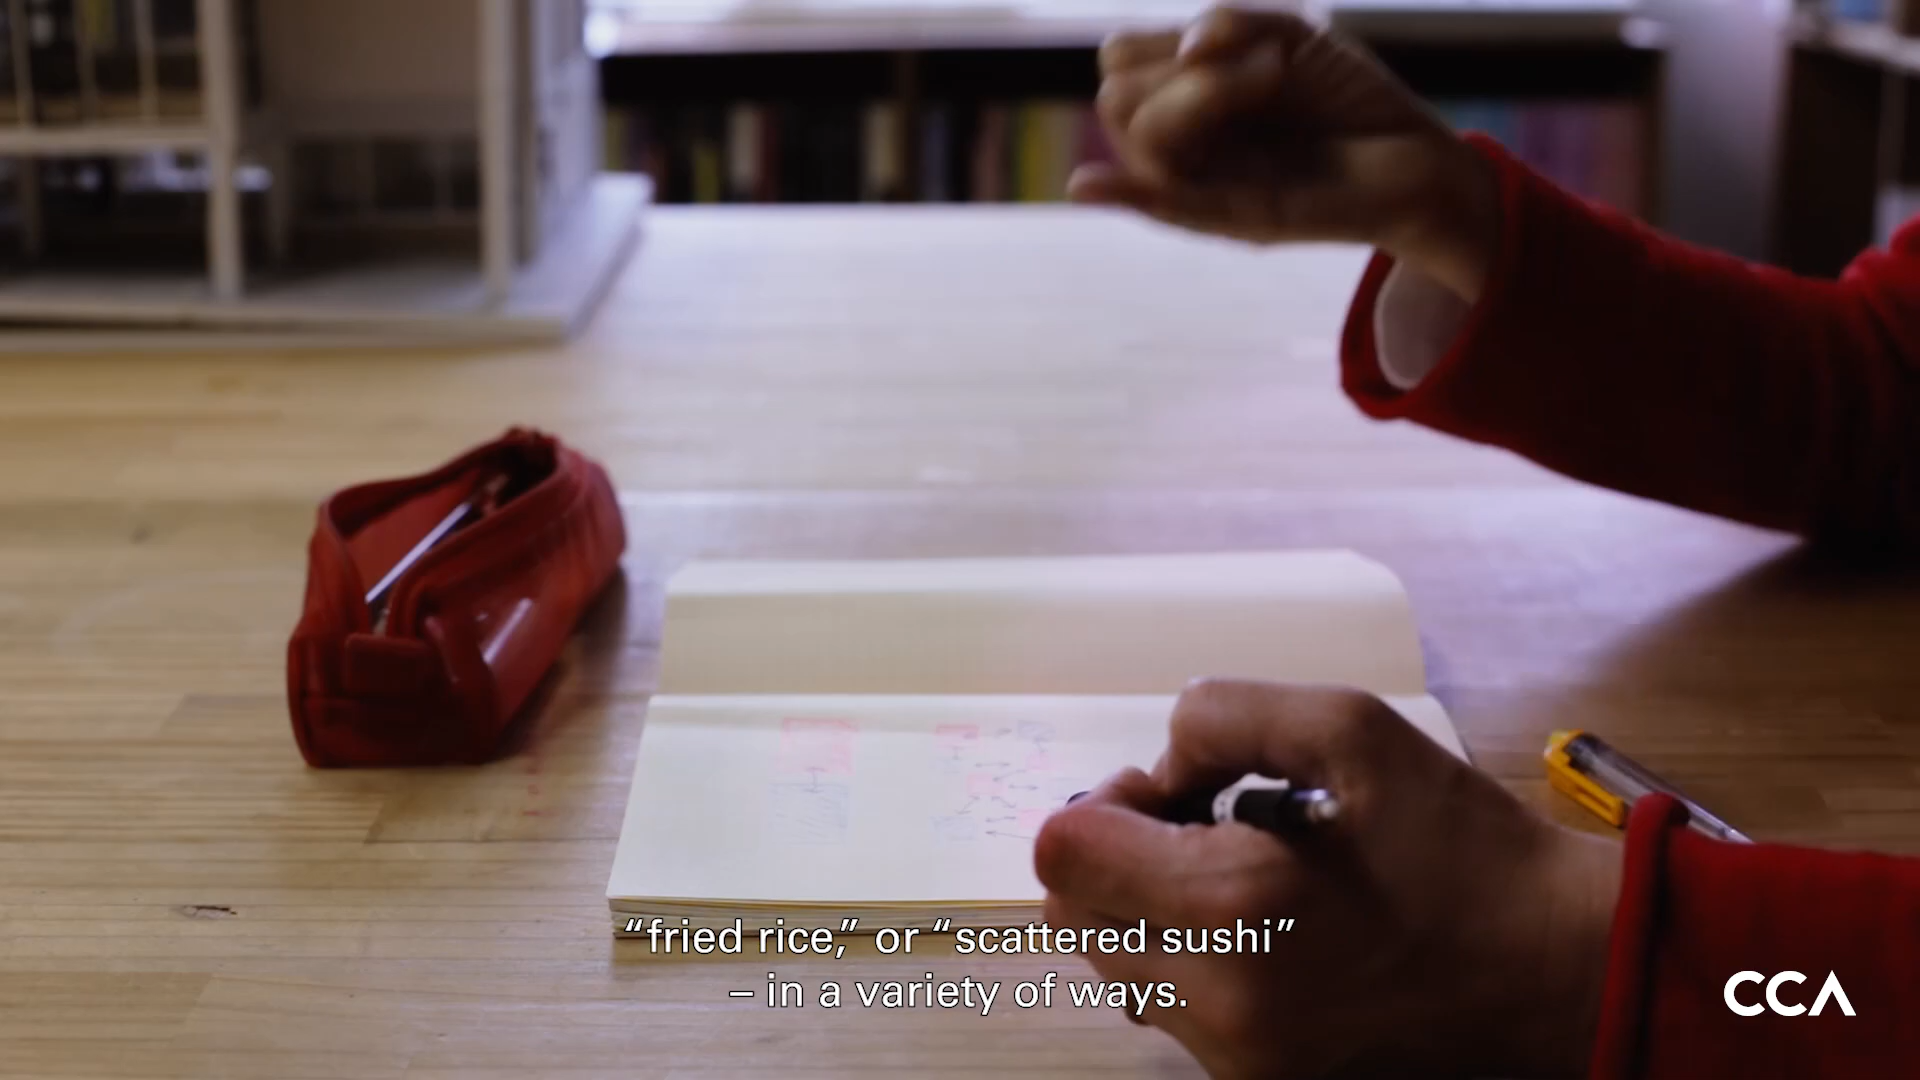 “fried rice,” or “scattered sushi”
– in a variety of ways.
CCA